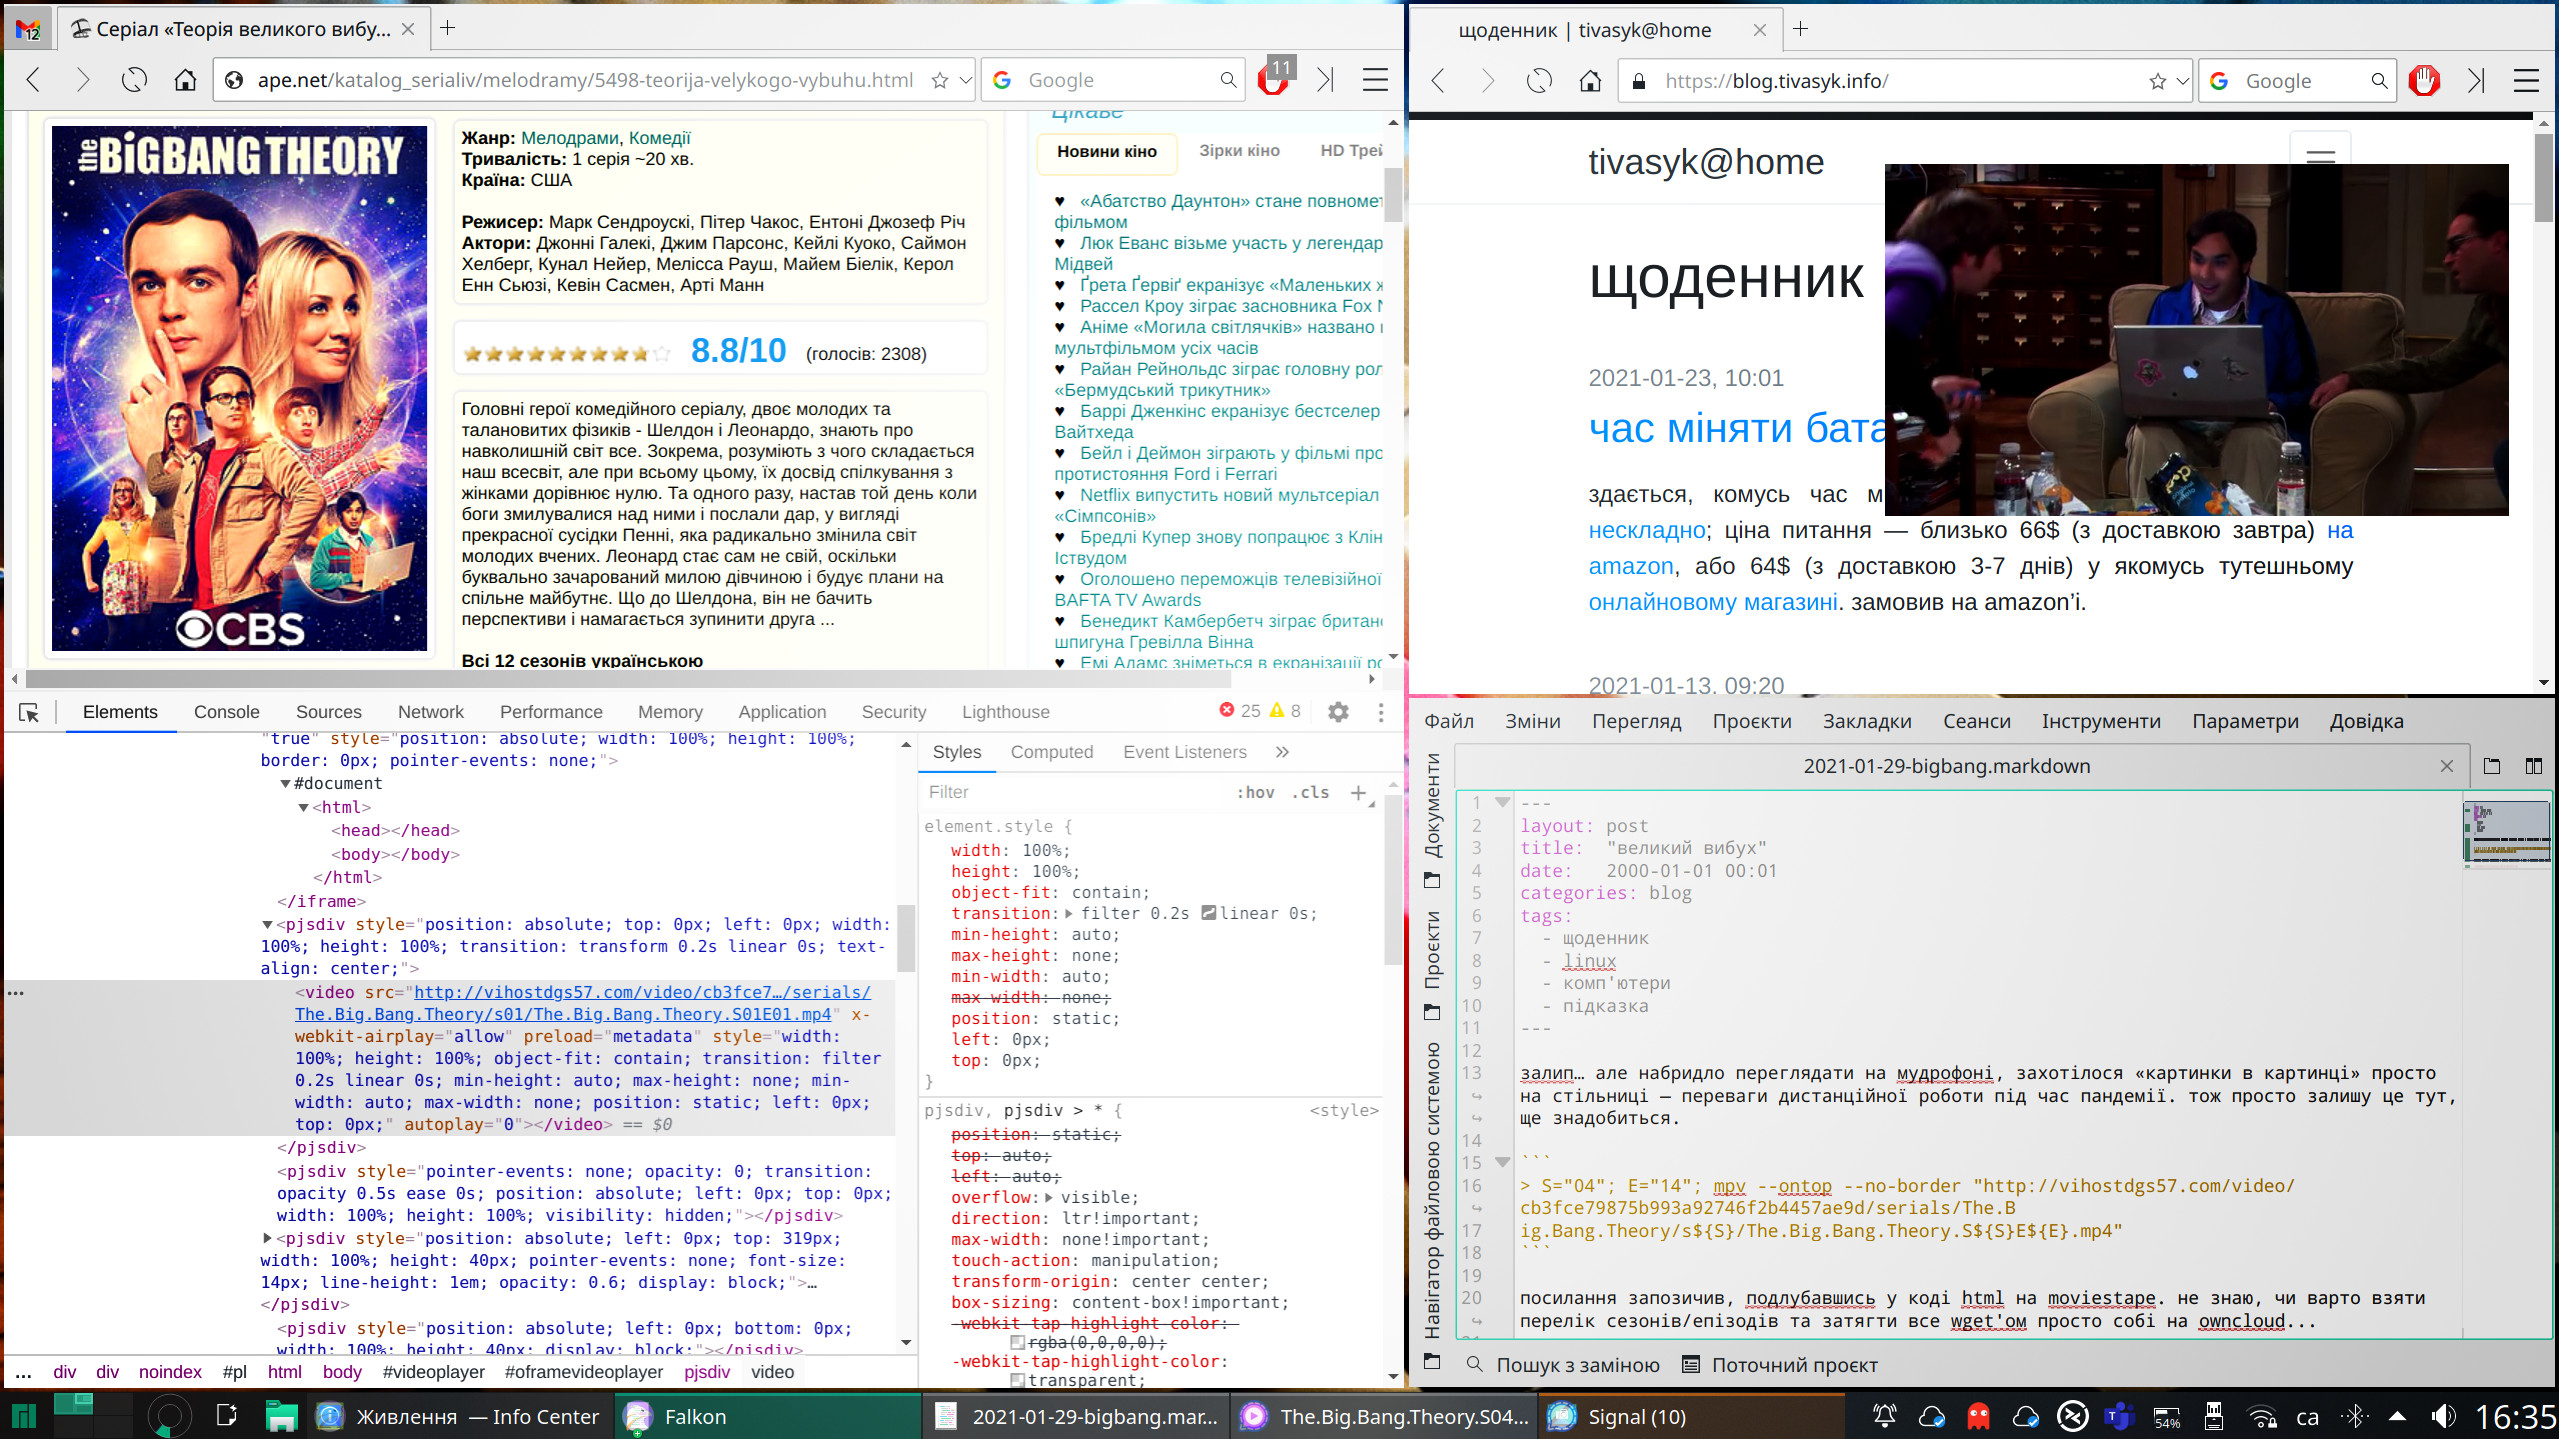 12
Серіал «Теорія великого вибу...
ape.net/katalog_serialiv/melodramy/5498-teorija-velykogo-vybuhu.html
Google
11
the BiGBANG THEORY
CBS
Жанр: Мелодрами, Комедії
Тривалість: 1 серія ~20 хв.
Країна: США
Режисер: Марк Сендроускі, Пітер Чакос, Ентоні Джозеф Річ
Актори: Джонні Галекі, Джим Парсонс, Кейлі Куоко, Саймон
Хелберг, Кунал Нейєр, Мелісса Рауш, Майем Біелік, Керол
Енн Сьюзі, Кевін Сасмен, Арті Манн
8.8/10 (голосів: 2308)
Головні герої комедійного серіалу, двоє молодих та
талановитих фізиків - Шелдон і Леонардо, знають про
навколишній світ все. Зокрема, розуміють з чого складається
наш всесвіт, але при всьому цьому, їх досвід спілкування з
жінками дорівнює нулю. Та одного разу, настав той день коли
боги змилувалися над ними і послали дар, у вигляді
прекрасної сусідки Пенні, яка радикально змінила світ
молодих вчених. Леонард стає сам не свій, оскільки
буквально зачарований милою дівчиною і будує плани на
спільне майбутнє. Що до Шелдона, він не бачить
перспективи і намагається зупинити друга ...
Всі 12 сезонів українською
Цікаве
Новини кіно Зірки кіно HD Трей
♥ «Абатство Даунтон» стане повномет
фільмом
♥ Люк Еванс візьме участь у легендар
Мідвей
♥ Ґрета Ґервіґ екранізує «Маленьких ж
♥ Рассел Кроу зіграє засновника Fox N
♥ Аніме «Могила світлячків» названо
мультфільмом усіх часів
♥ Райан Рейнольдс зіграє головну рол
«Бермудський трикутник»
♥ Баррі Дженкінс екранізує бестселер
Вайтхеда
♥ Бейл і Деймон зіграють у фільмі про
протистояння Ford і Ferrari
♥ Netflix випустить новий мультсеріал
«Сімпсонів»
♥ Бредлі Купер знову попрацює з Клін
Іствудом
♥ Оголошено переможців телевізійної
BAFTA TV Awards
♥ Бенедикт Камбербетч зіграє британ
шпигуна Гревілла Вінна
♥ Емі Адамс зніметься в екранізації ро
Elements Console Sources Network Performance Memory Application Security Lighthouse 25 8
"true" style="position: absolute; width: 100%; height: 100%;
border: 0px; pointer-events: none;">
▼#document
▼<html>
<head></head>
<body></body>
</html>
</iframe>
▼<pjsdiv style="position: absolute; top: 0px; left: 0px; width:
100%; height: 100%; transition: transform 0.2s linear 0s; text-
align: center;">
... <video src="http://vihostdgs57.com/video/cb3fce7…/serials/
The.Big.Bang.Theory/s01/The.Big.Bang.Theory.S01E01.mp4" x-
webkit-airplay="allow" preload="metadata" style="width:
100%; height: 100%; object-fit: contain; transition: filter
0.2s linear 0s; min-height: auto; max-height: none; min-
width: auto; max-width: none; position: static; left: 0px;
top: 0px;" autoplay="0"></video> == $0
</pjsdiv>
<pjsdiv style="pointer-events: none; opacity: 0; transition:
opacity 0.5s ease 0s; position: absolute; left: 0px; top: 0px;
width: 100%; height: 100%; visibility: hidden;"></pjsdiv>
▶<pjsdiv style="position: absolute; left: 0px; top: 319px;
width: 100%; height: 40px; pointer-events: none; font-size:
14px; line-height: 1em; opacity: 0.6; display: block;">…
</pjsdiv>
<pjsdiv style="position: absolute; left: 0px; bottom: 0px;
width: 100%; height: 40px; display: block;"></pjsdiv>
... div div noindex #pl html body #videoplayer #oframevideoplayer pjsdiv video
Styles Computed Event Listeners »
Filter :hov .cls +
element.style {
width: 100%;
height: 100%;
object-fit: contain;
transition:▶ filter 0.2s linear 0s;
min-height: auto;
max-height: none;
min-width: auto;
max-width: none;
position: static;
left: 0px;
top: 0px;
}
pjsdiv, pjsdiv > * { <style>
position: static;
top: auto;
left: auto;
overflow:▶ visible;
direction: ltr!important;
max-width: none!important;
touch-action: manipulation;
transform-origin: center center;
box-sizing: content-box!important;
-webkit-tap-highlight-color:
rgba(0,0,0,0);
-webkit-tap-highlight-color:
transparent;
щоденник | tivasyk@home
https://blog.tivasyk.info/
Google
tivasyk@home
щоденник
2021-01-23, 10:01
час міняти бата
здається, комусь час м
нескладно; ціна питання — близько 66$ (з доставкою завтра) на
amazon, або 64$ (з доставкою 3-7 днів) у якомусь тутешньому
онлайновому магазині. замовив на amazon'і.
2021-01-13, 09:20
pop
Файл Зміни Перегляд Проєкти Закладки Сеанси Інструменти Параметри Довідка
Документи
Проєкти
Навігатор файловою системою
2021-01-29-bigbang.markdown
1 ---
2 layout: post
3 title: "великий вибух"
4 date: 2000-01-01 00:01
5 categories: blog
6 tags:
7 - щоденник
8 - linux
9 - комп'ютери
10 - підказка
11 ---
12
13 залип… але набридло переглядати на мудрофоні, захотілося «картинки в картинці» просто
на стільниці — переваги дистанційної роботи під час пандемії. тож просто залишу це тут,
ще знадобиться.
14
15 ```
16 > S="04"; E="14"; mpv --ontop --no-border "http://vihostdgs57.com/video/
cb3fce79875b993a92746f2b4457ae9d/serials/The.B
17 ig.Bang.Theory/s${S}/The.Big.Bang.Theory.S${S}E${E}.mp4"
18 ```
19
20 посилання запозичив, подлубавшись у коді html на moviestape. не знаю, чи варто взяти
перелік сезонів/епізодів та затягти все wget'ом просто собі на owncloud...
Пошук з заміною Поточний проєкт
Живлення — Info Center
Falkon
2021-01-29-bigbang.mar...
The.Big.Bang.Theory.S04...
Signal (10)
54%
ca
16:35